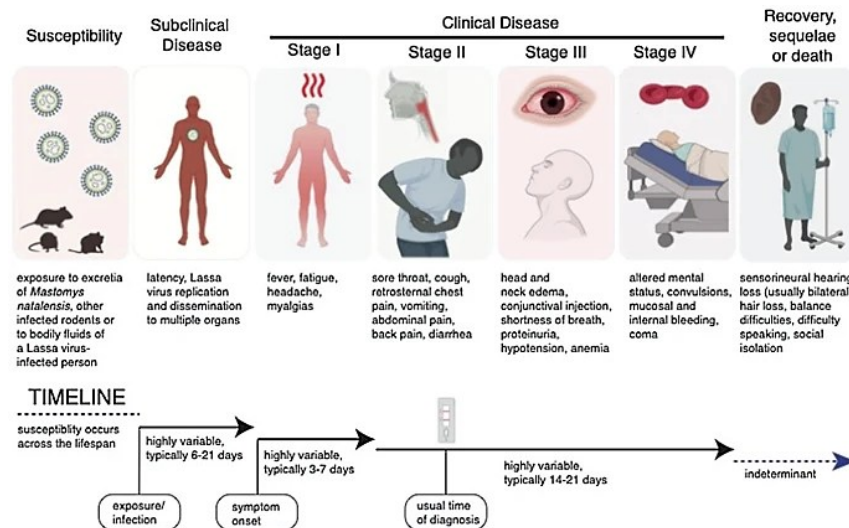 Susceptibility
Subclinical
Disease
Clinical Disease
Stage I
Stage II
Stage III
Stage IV
Recovery,
sequelae
or death
exposure to excretia
of Mastomys
natalensis, other
infected rodents or
to bodily fluids of
a Lassa virus-
infected person
latency, Lassa
virus replication
and dissemination
to multiple organs
fever, fatigue,
headache,
myalgias
sore throat, cough,
retrosternal chest
pain, vomiting,
abdominal pain,
back pain, diarrhea
head and
neck edema,
conjunctival injection,
shortness of breath,
proteinuria,
hypotension, anemia
altered mental
status, convulsions,
mucosal and
internal bleeding,
coma
sensorineural hearing
loss (usually bilateral
hair loss, balance
difficulties, difficulty
speaking, social
isolation
TIMELINE
susceptiblity occurs
across the lifespan
highly variable,
typically 6-21 days
highly variable,
typically 3-7 days
highly variable,
typically 14-21 days
indeterminant
exposure/
infection
symptom
onset
usual time
of diagnosis